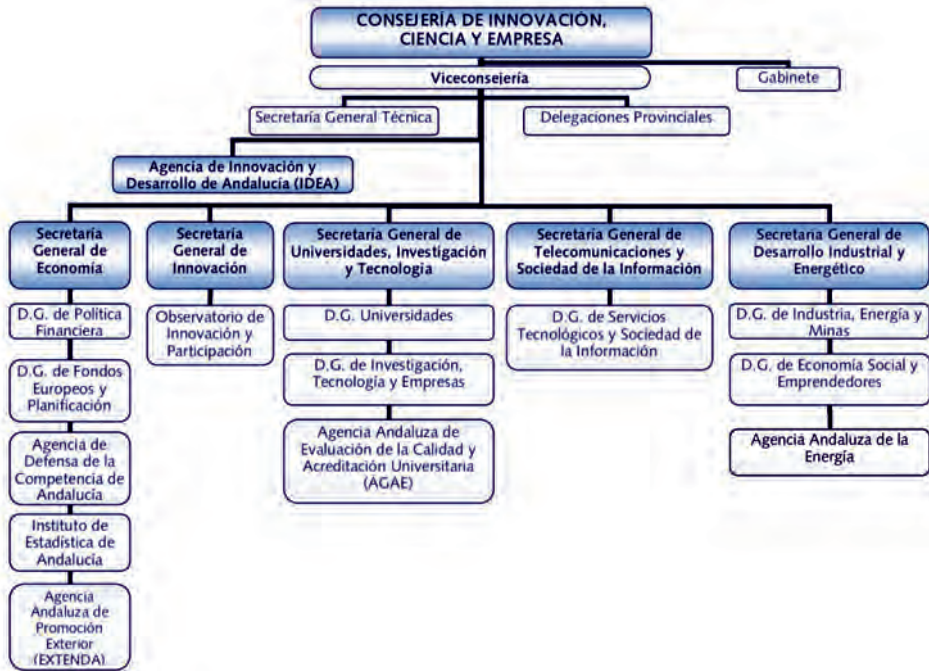 CONSEJERÍA DE INNOVACIÓN,
CIENCIA Y EMPRESA
Viceconsejería
Gabinete
Secretaría General Técnica
Delegaciones Provinciales
Agencia de Innovación y
Desarrollo de Andalucía (IDEA)
Secretaría
General de
Economía
D.G. de Política
Financiera
D.G. de Fondos
Europeos y
Planificación
Agencia de
Defensa de la
Competencia de
Andalucía
Instituto de
Estadística de
Andalucía
Agencia
Andaluza de
Promoción
Exterior
(EXTENDA)
Secretaría
General de
Innovación
Observatorio de
Innovación y
Participación
Secretaría General de
Universidades, Investigación
y Tecnología
D.G. Universidades
D.G. de Investigación,
Tecnología y Empresas
Agencia Andaluza de
Evaluación de la Calidad y
Acreditación Universitaria
(AGAE)
Secretaría General de
Telecomunicaciones y
Sociedad de la Información
D.G. de Servicios
Tecnológicos y Sociedad de
la Información
Secretaría General de
Desarrollo Industrial y
Energético
D.G. de Industria, Energía y
Minas
D.G. de Economía Social y
Emprendedores
Agencia Andaluza de la
Energía